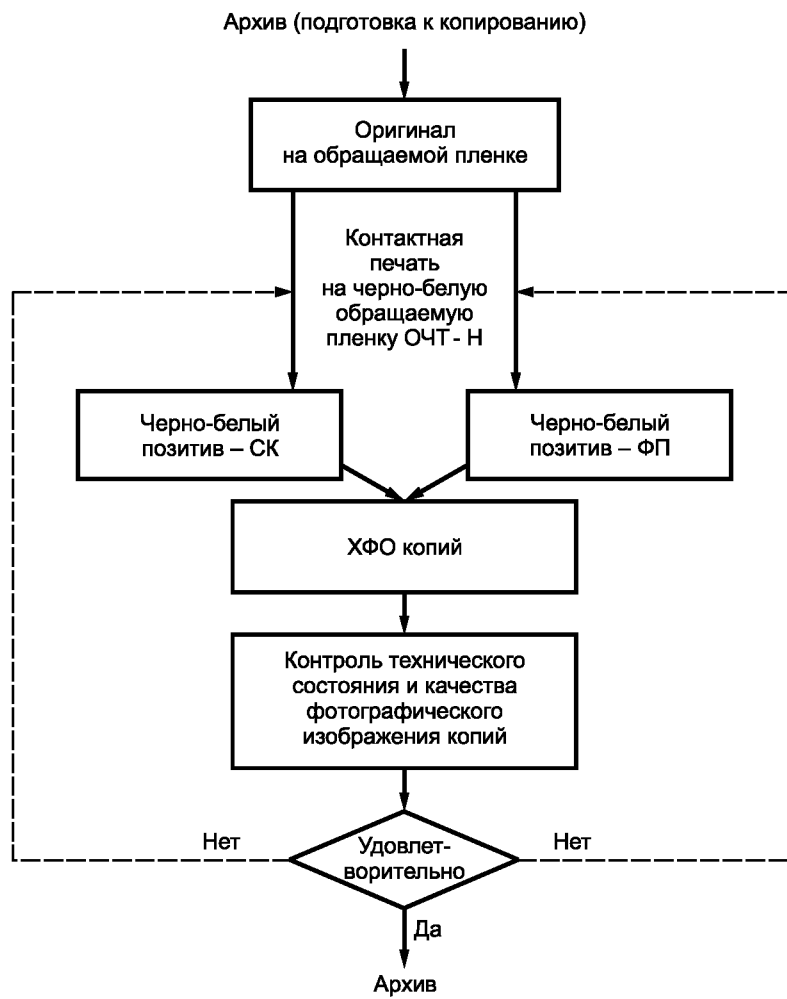 Архив (подготовка к копированию)
Оригинал
на обращаемой пленке
Контактная
печать
на черно-белую
обращаемую
пленку ОЧТ - Н
Черно-белый
позитив – СК
Черно-белый
позитив – ФП
ХФО копий
Контроль технического
состояния и качества
фотографического
изображения копий
Нет
Удовлет-
ворительно
Нет
Да
Архив